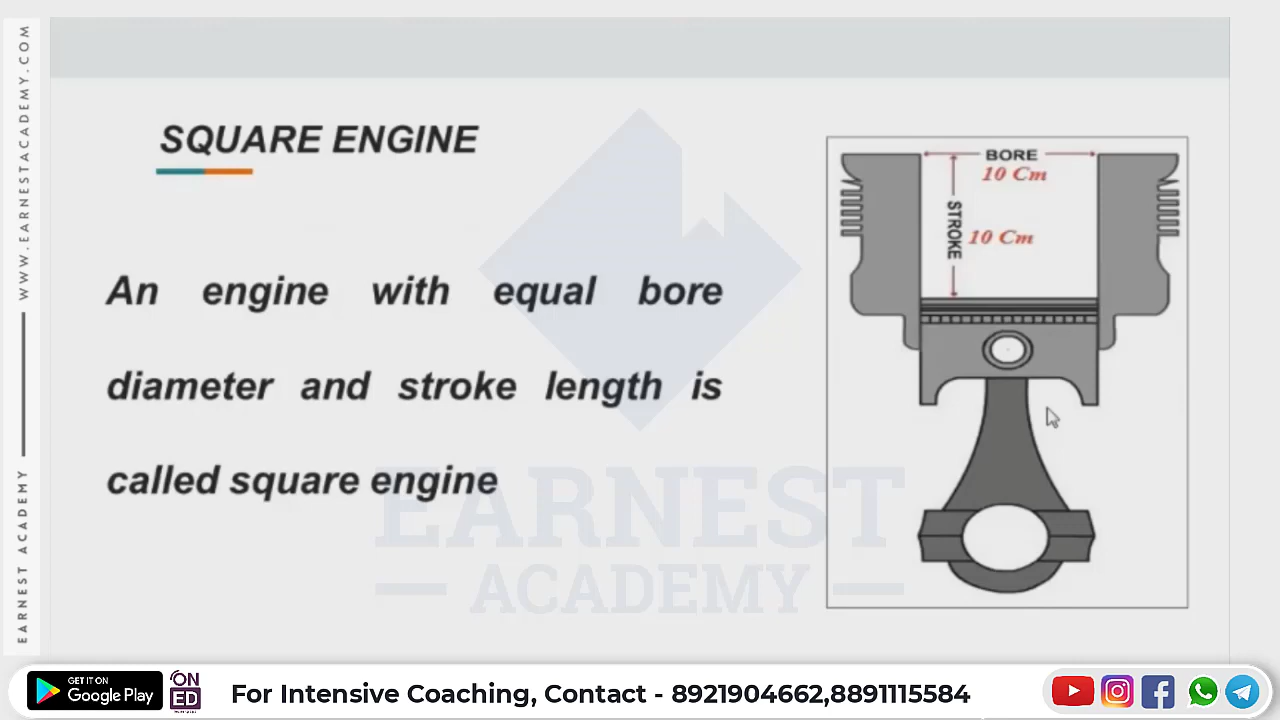 WWW.EARNESTACADEMY.COM
EARNEST ACADEMY
SQUARE ENGINE
An engine with equal bore
diameter and stroke length is
called square engine
BORE
10 Cm
STROKE
10 Cm
EARNEST
ACADEMY
GET IT ON
Google Play
ON
ED
For Intensive Coaching, Contact - 8921904662,8891115584